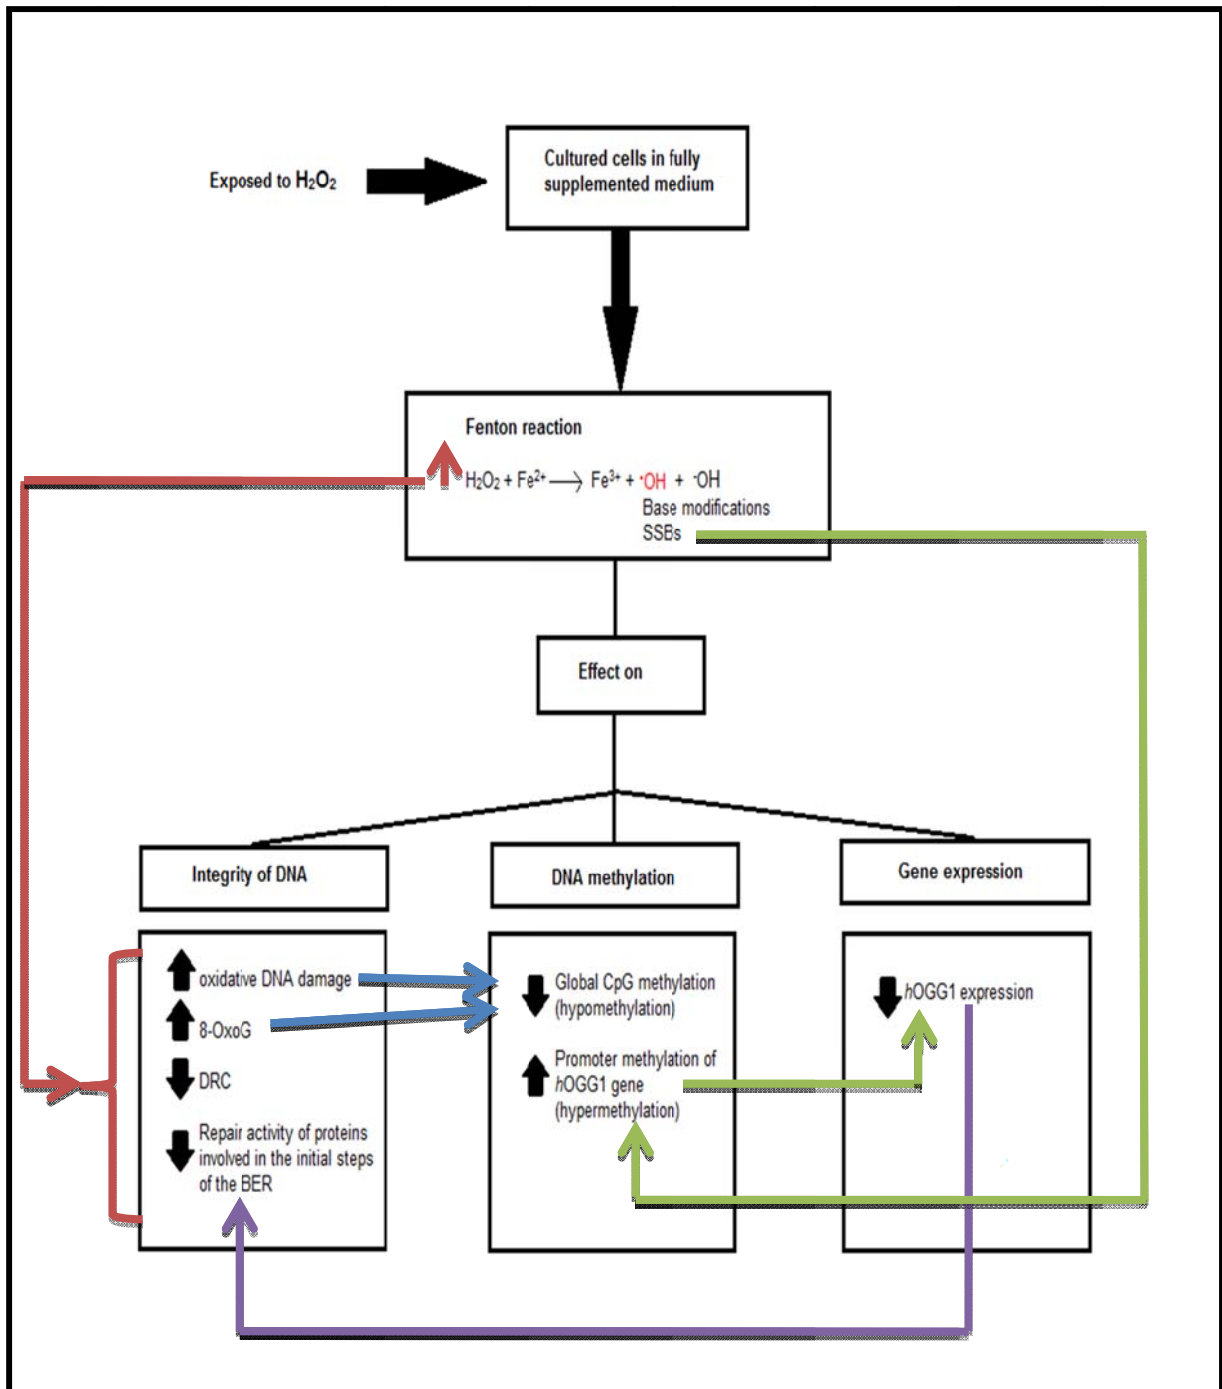 Exposed to H₂O₂
Cultured cells in fully
supplemented medium
Fenton reaction
H₂O₂ + Fe²⁺ ⟶ Fe³⁺ + •OH + ⁻OH
Base modifications
SSBs
Effect on
Integrity of DNA
DNA methylation
Gene expression
oxidative DNA damage
8-OxoG
DRC
Repair activity of proteins
involved in the initial steps
of the BER
Global CpG methylation
(hypomethylation)
Promoter methylation of
hOGG1 gene
(hypermethylation)
hOGG1 expression